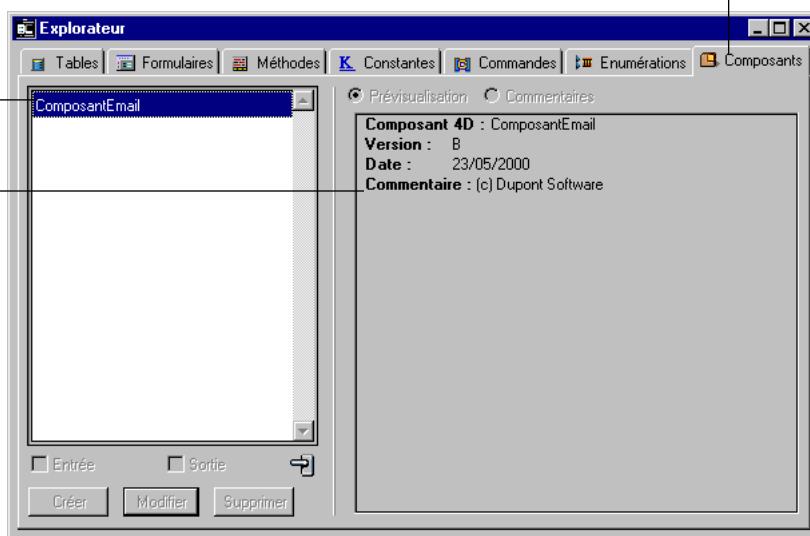 Explorateur
Tables Formulaires Méthodes K Constantes Commandes Enumérations Composants
ComposantEmail
Prévisualisation Commentaires
Composant 4D : ComposantEmail
Version : B
Date : 23/05/2000
Commentaire : (c) Dupont Software
Entrée Sortie
Créer Modifier Supprimer